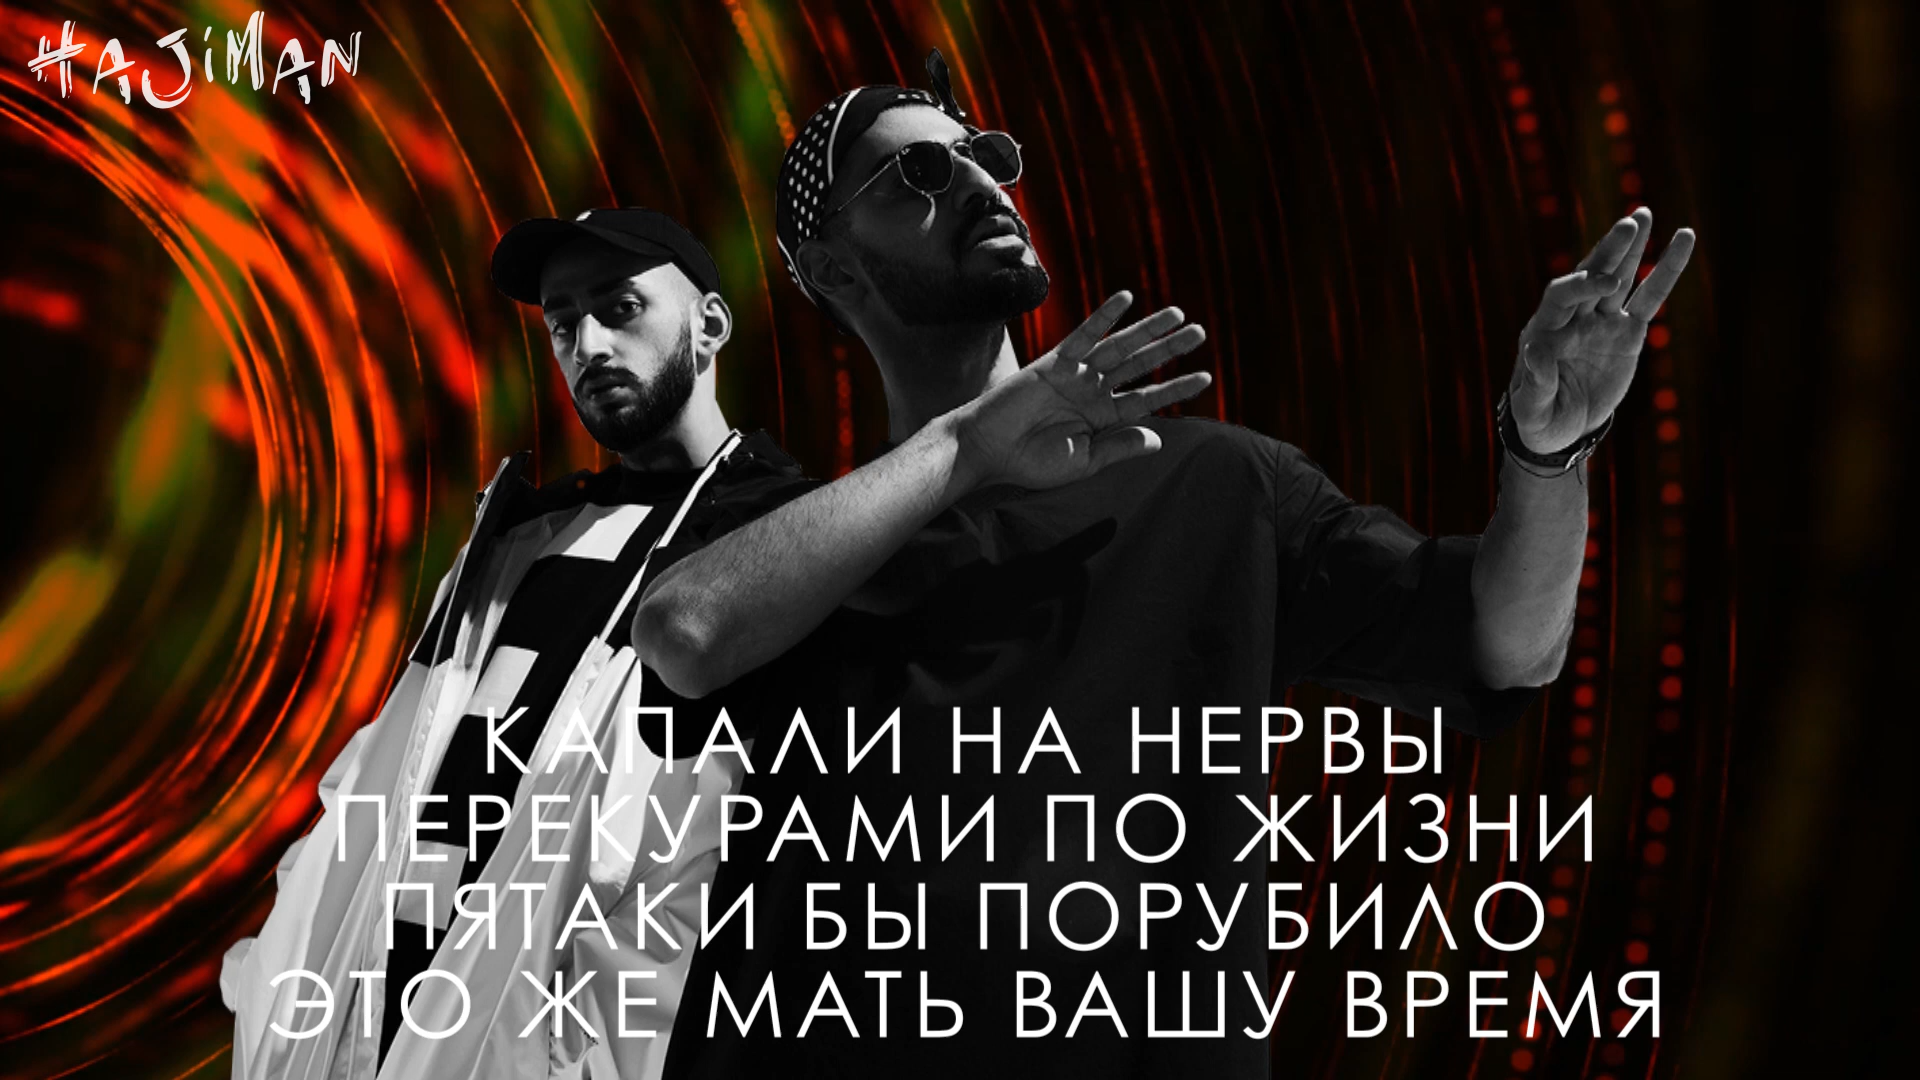 #AJiMAN
КАПАЛИ НА НЕРВЫ
ПЕРЕКУРАМИ ПО ЖИЗНИ
ПЯТАКИ БЫ ПОРУБИЛО
ЭТО ЖЕ МАТЬ ВАШУ ВРЕМЯ